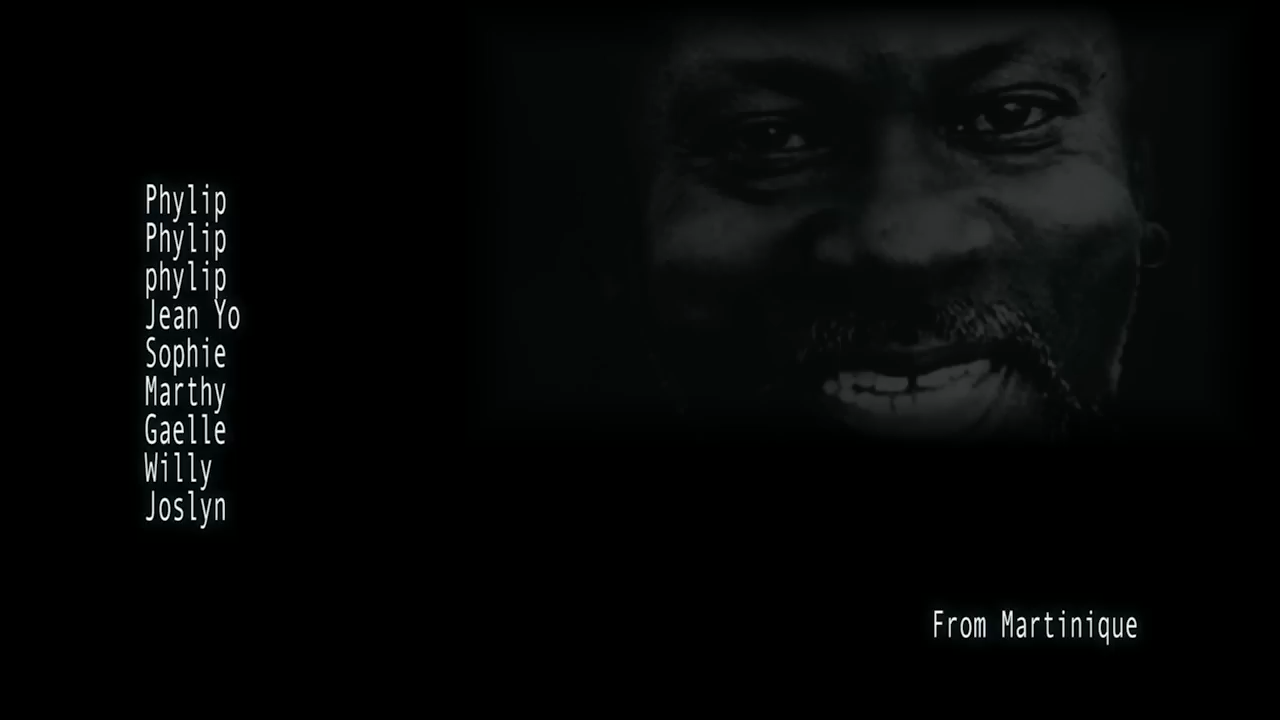 Phylip
Phylip
phylip
Jean Yo
Sophie
Marthy
Gaelle
Willy
Joslyn
From Martinique